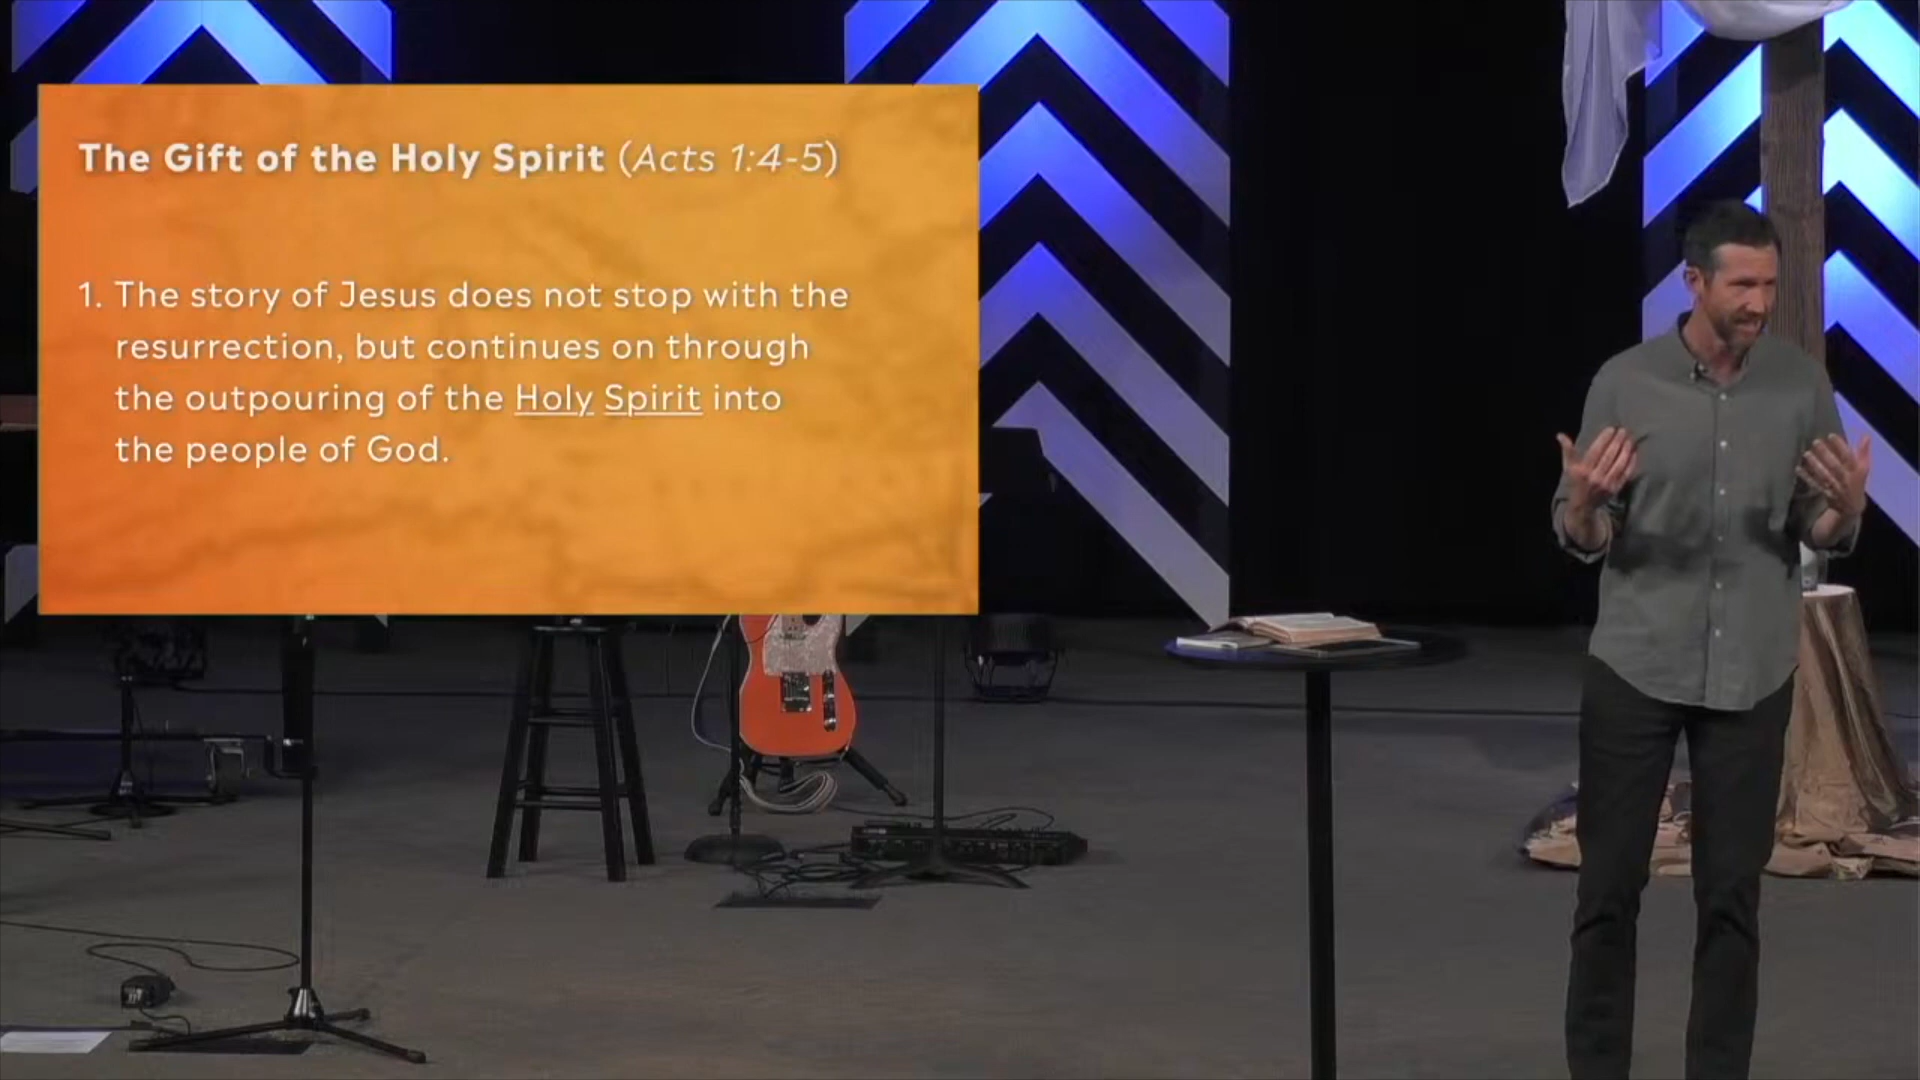 The Gift of the Holy Spirit (Acts 1:4-5)
1. The story of Jesus does not stop with the
resurrection, but continues on through
the outpouring of the Holy Spirit into
the people of God.